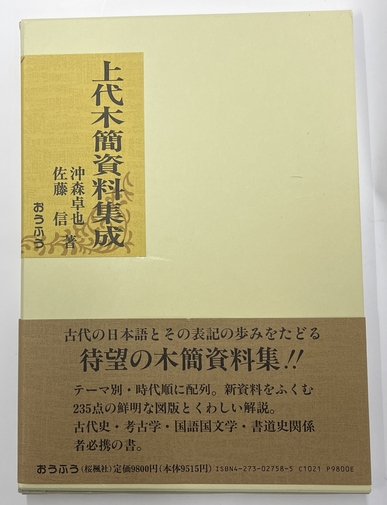 上代木簡資料集成
沖森卓也
佐藤 信 著
おうふう
古代の日本語とその表記の歩みをたどる
待望の木簡資料集!!
テーマ別・時代順に配列。新資料をふくむ
235点の鮮明な図版とくわしい解説。
古代史・考古学・国語国文学・書道史関係
者必携の書。
おうふう(桜楓社)定価9800円(本体9515円) ISBN4-273-02758-5 C1021 P9800E